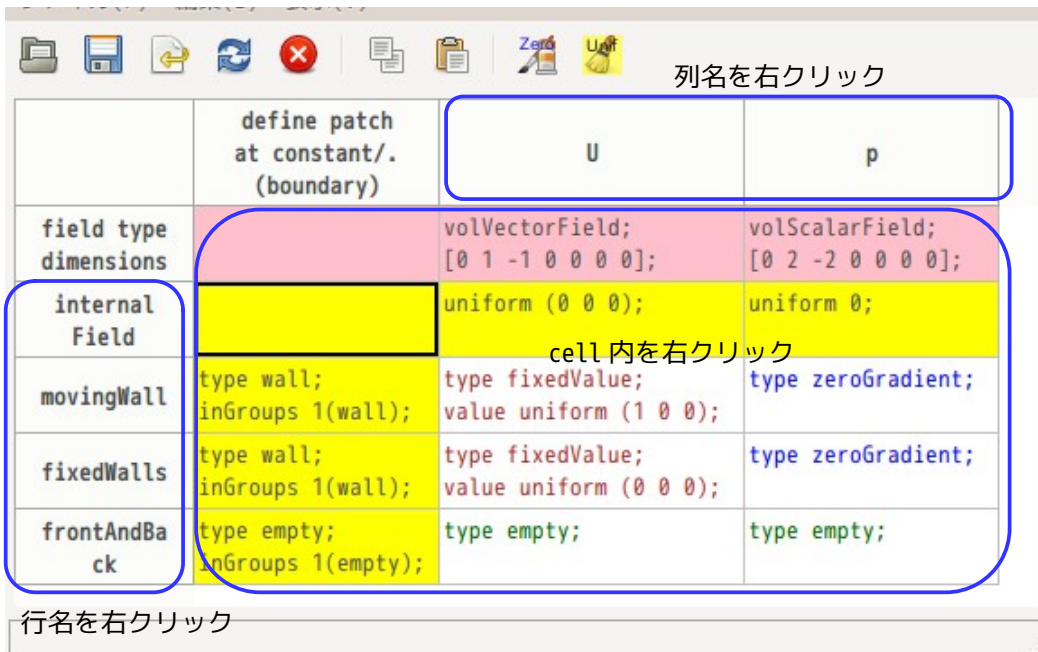 Zero
Unif
列名を右クリック
define patch
at constant/.
(boundary)
U
p
field type
dimensions
volVectorField;
[0 1 -1 0 0 0 0];
volScalarField;
[0 2 -2 0 0 0 0];
internal
Field
uniform (0 0 0);
uniform 0;
cell 内を右クリック
movingWall
type wall;
inGroups 1(wall);
type fixedValue;
value uniform (1 0 0);
type zeroGradient;
fixedWalls
type wall;
inGroups 1(wall);
type fixedValue;
value uniform (0 0 0);
type zeroGradient;
frontAndBa
ck
type empty;
inGroups 1(empty);
type empty;
type empty;
行名を右クリック